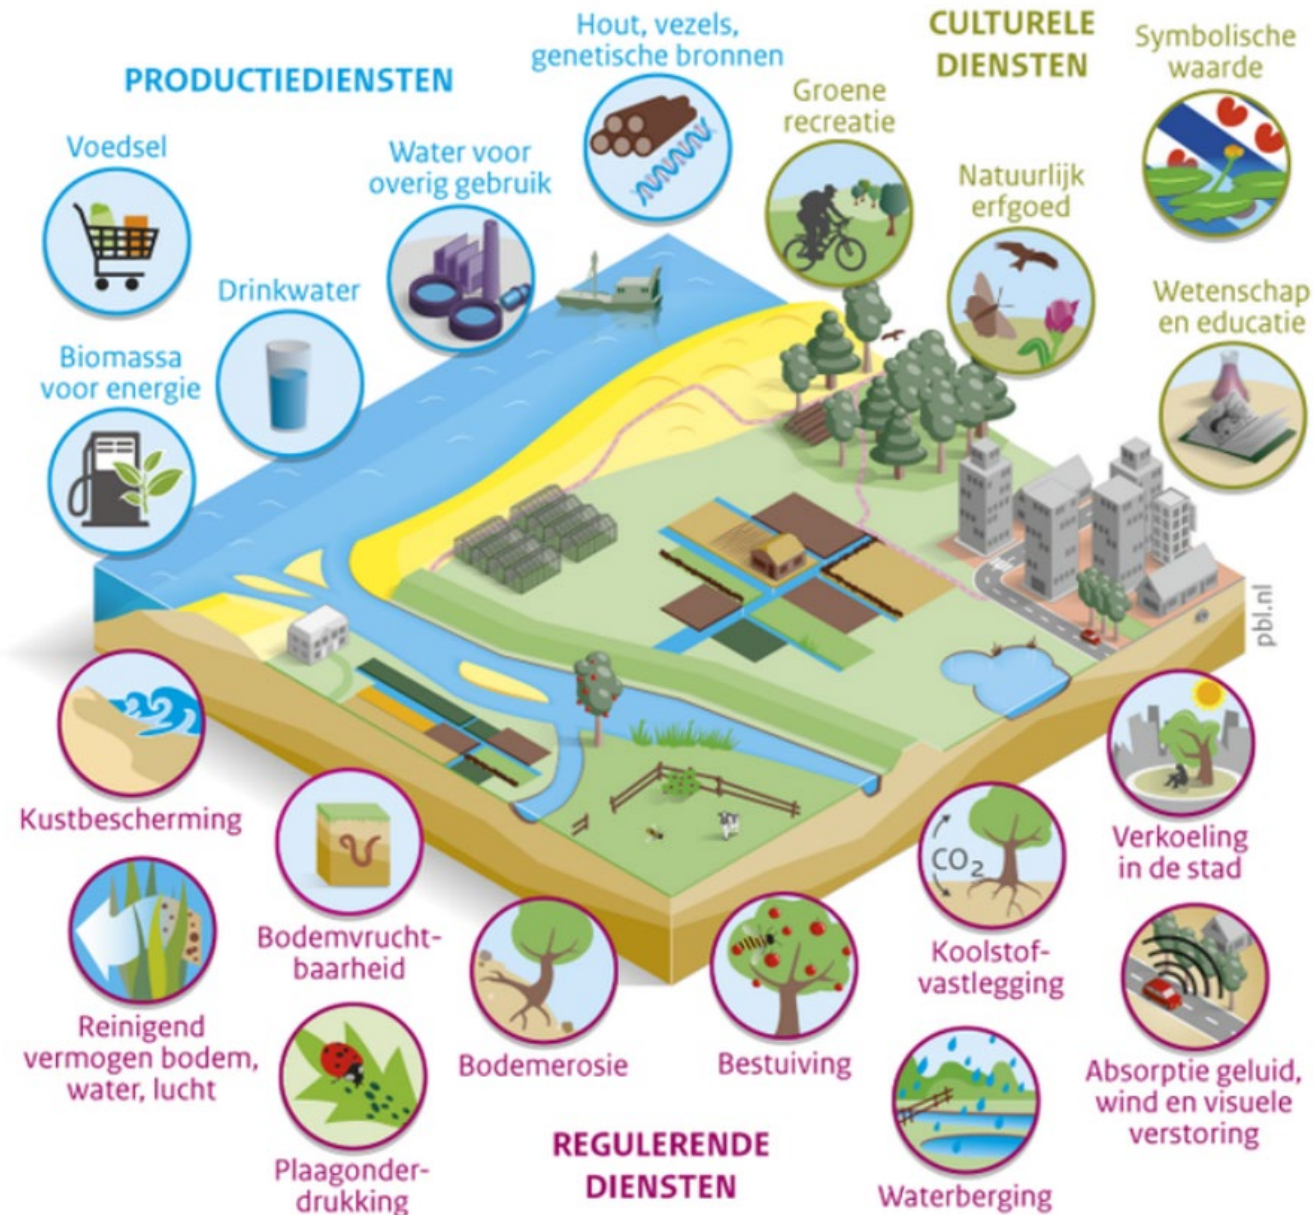 PRODUCTIEDIENSTEN
Voedsel
Biomassa
voor energie
Drinkwater
Water voor
overig gebruik
Hout, vezels,
genetische bronnen
CULTURELE
DIENSTEN
Groene
recreatie
Natuurlijk
erfgoed
Symbolische
waarde
Wetenschap
en educatie
pbl.nl
Kustbescherming
Reinigend
vermogen bodem,
water, lucht
Bodemvrucht-
baarheid
Plaagonder-
drukking
Bodemerosie
Bestuiving
REGULERENDE
DIENSTEN
CO₂
Koolstof-
vastlegging
Waterberging
Verkoeling
in de stad
Absorptie geluid,
wind en visuele
verstoring